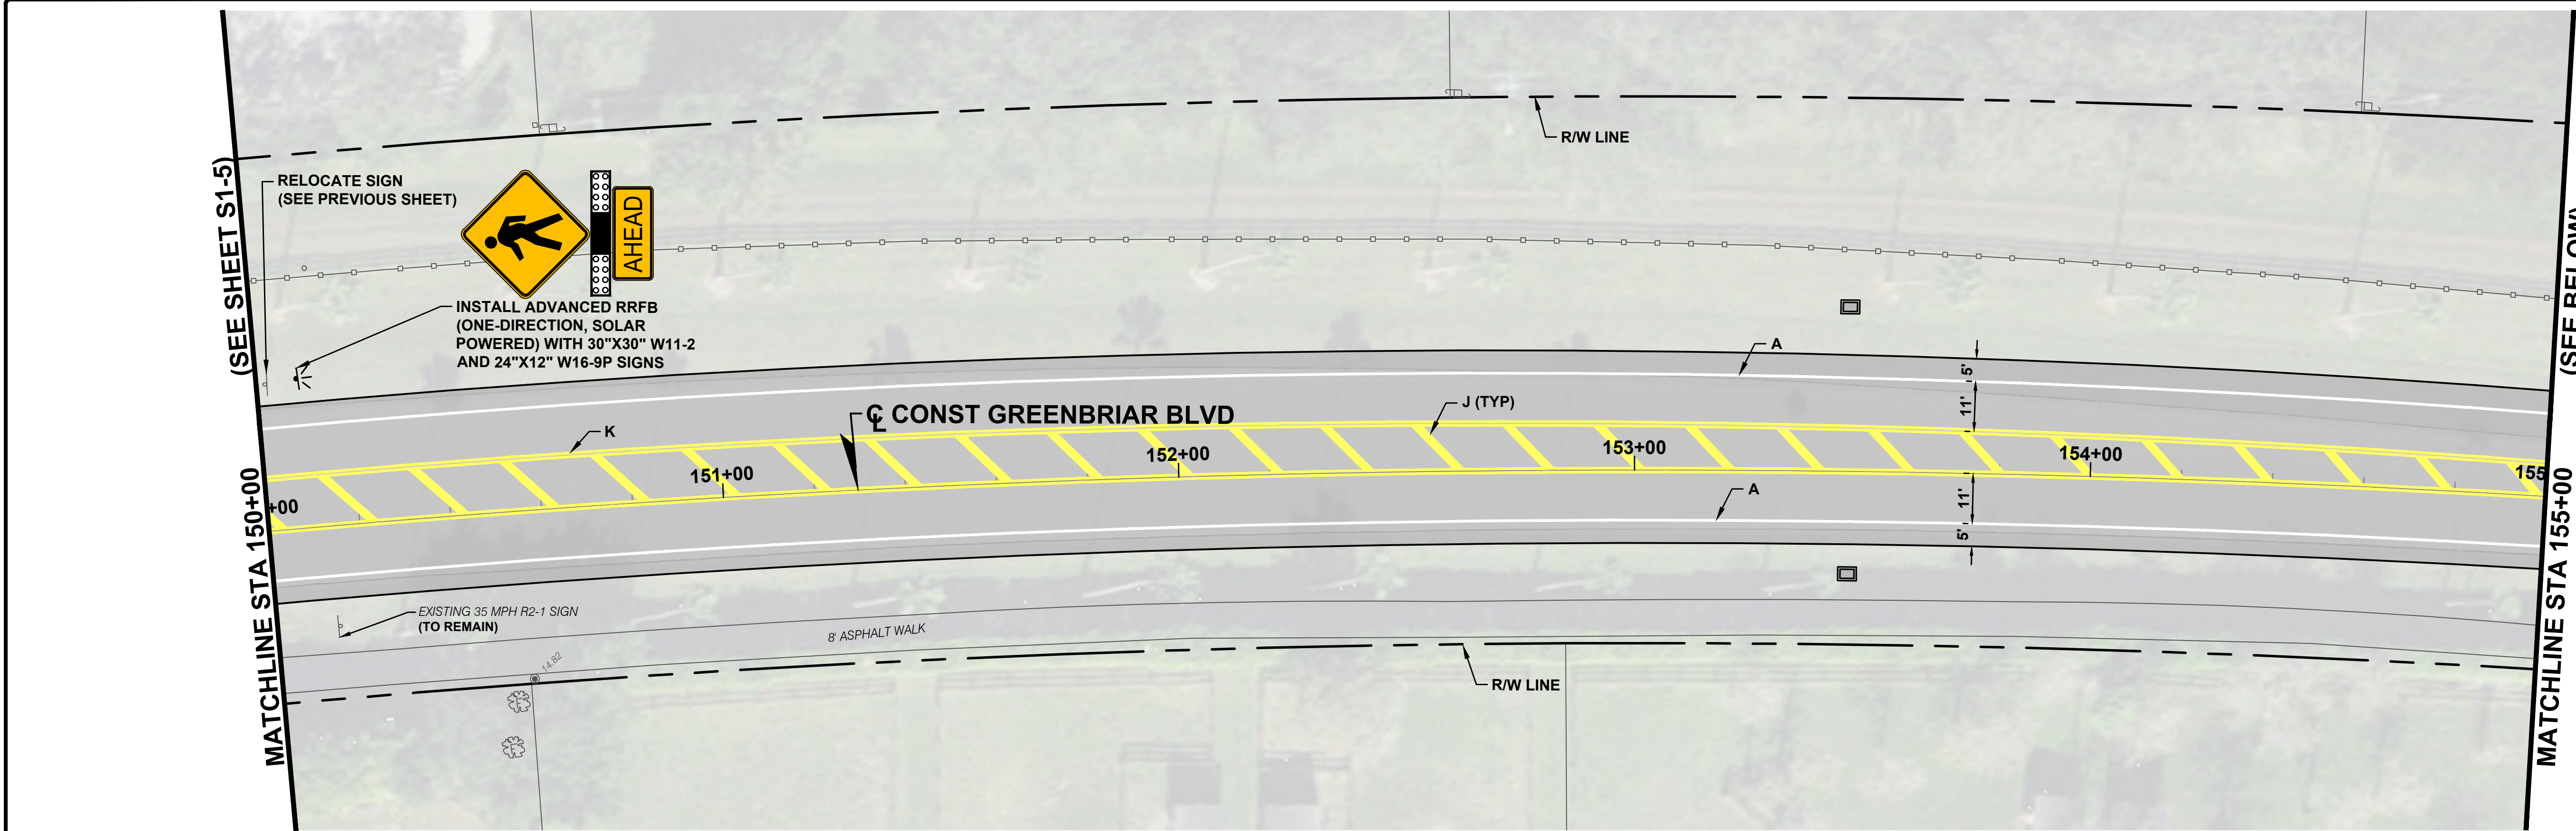 (SEE SHEET S1-5)
MATCHLINE STA 150+00
RELOCATE SIGN
(SEE PREVIOUS SHEET)
AHEAD
INSTALL ADVANCED RRFB
(ONE-DIRECTION, SOLAR
POWERED) WITH 30"X30" W11-2
AND 24"X12" W16-9P SIGNS
R/W LINE
A
5'
11'
K
CL CONST GREENBRIAR BLVD
J (TYP)
+00
151+00
152+00
153+00
154+00
155
A
11'
5'
EXISTING 35 MPH R2-1 SIGN
(TO REMAIN)
8' ASPHALT WALK
14.82
R/W LINE
(SEE BELOW)
MATCHLINE STA 155+00